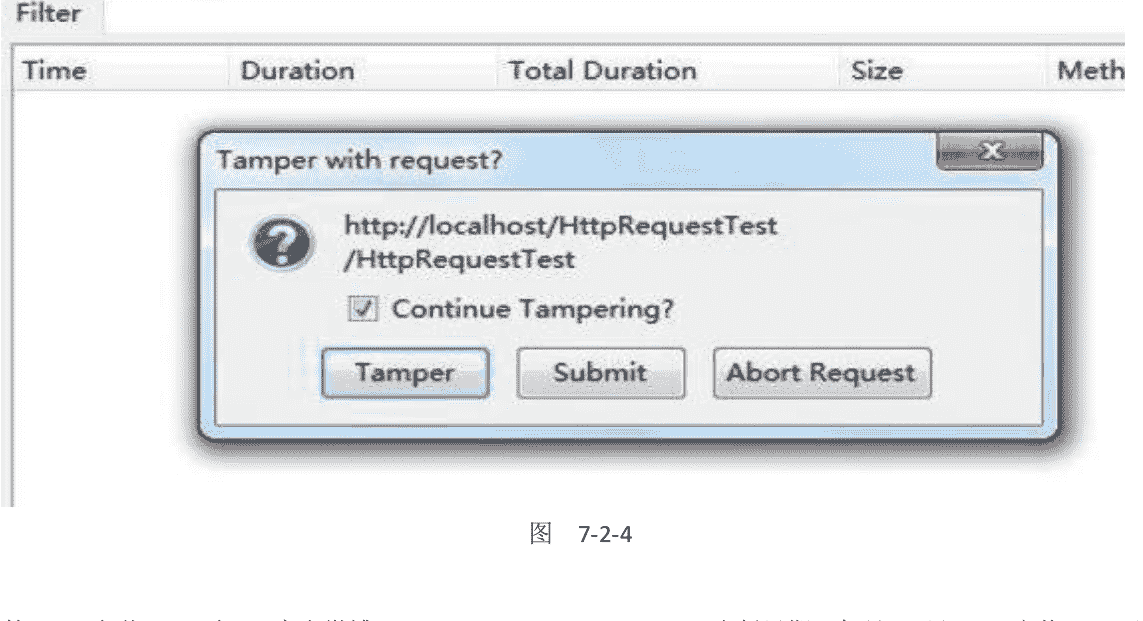 Filter
Time Duration Total Duration Size Meth
Tamper with request?
http://localhost/HttpRequestTest
/HttpRequestTest
Continue Tampering?
Tamper Submit Abort Request
图 7-2-4